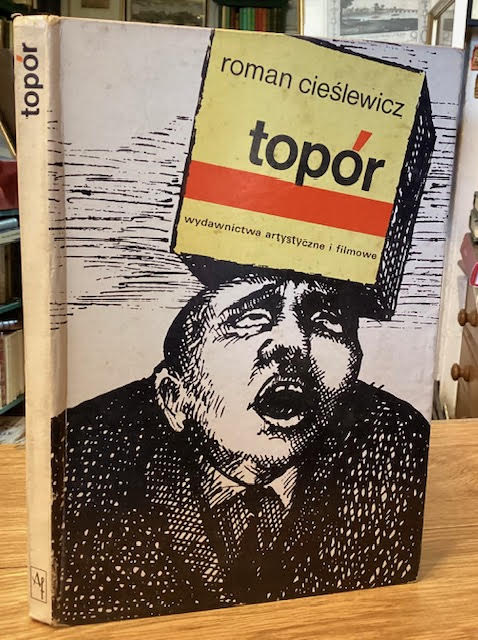 topór
roman cieślewicz
topór
wydawnictwa artystyczne i filmowe